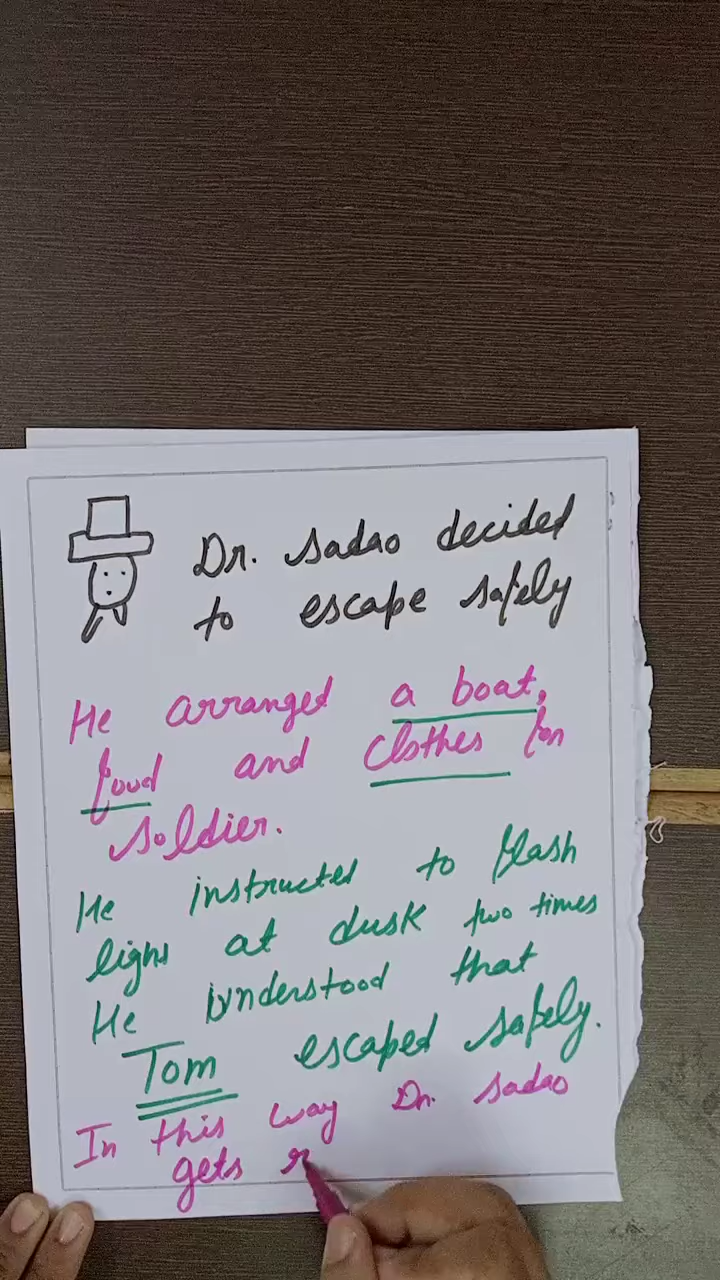 Dr. Sadao decided
to escape safely
He arranged a boat,
food and clothes for
soldier.
He instructed to flash
light at dusk two times
He understood that
Tom escaped safely.
In this way Dr. Sadao
gets r